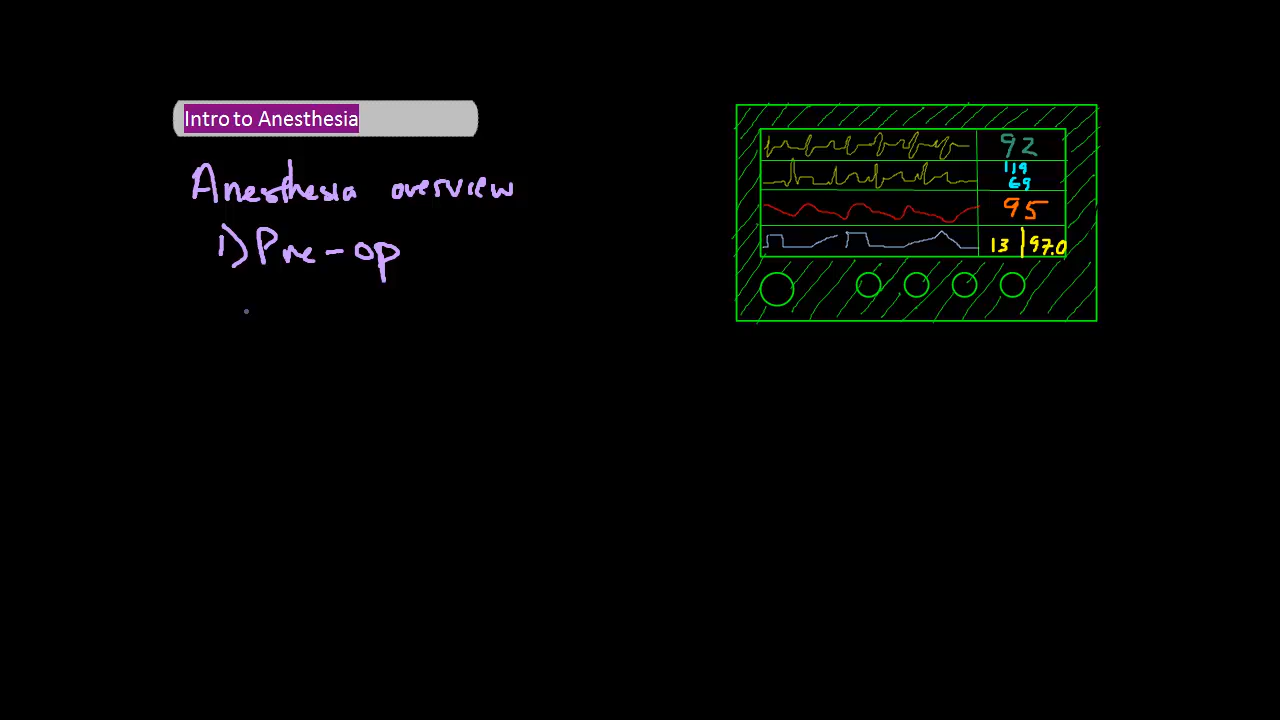 Intro to Anesthesia
Anesthesia overview
1) Pre-op
92
119
69
95
13 | 97.0